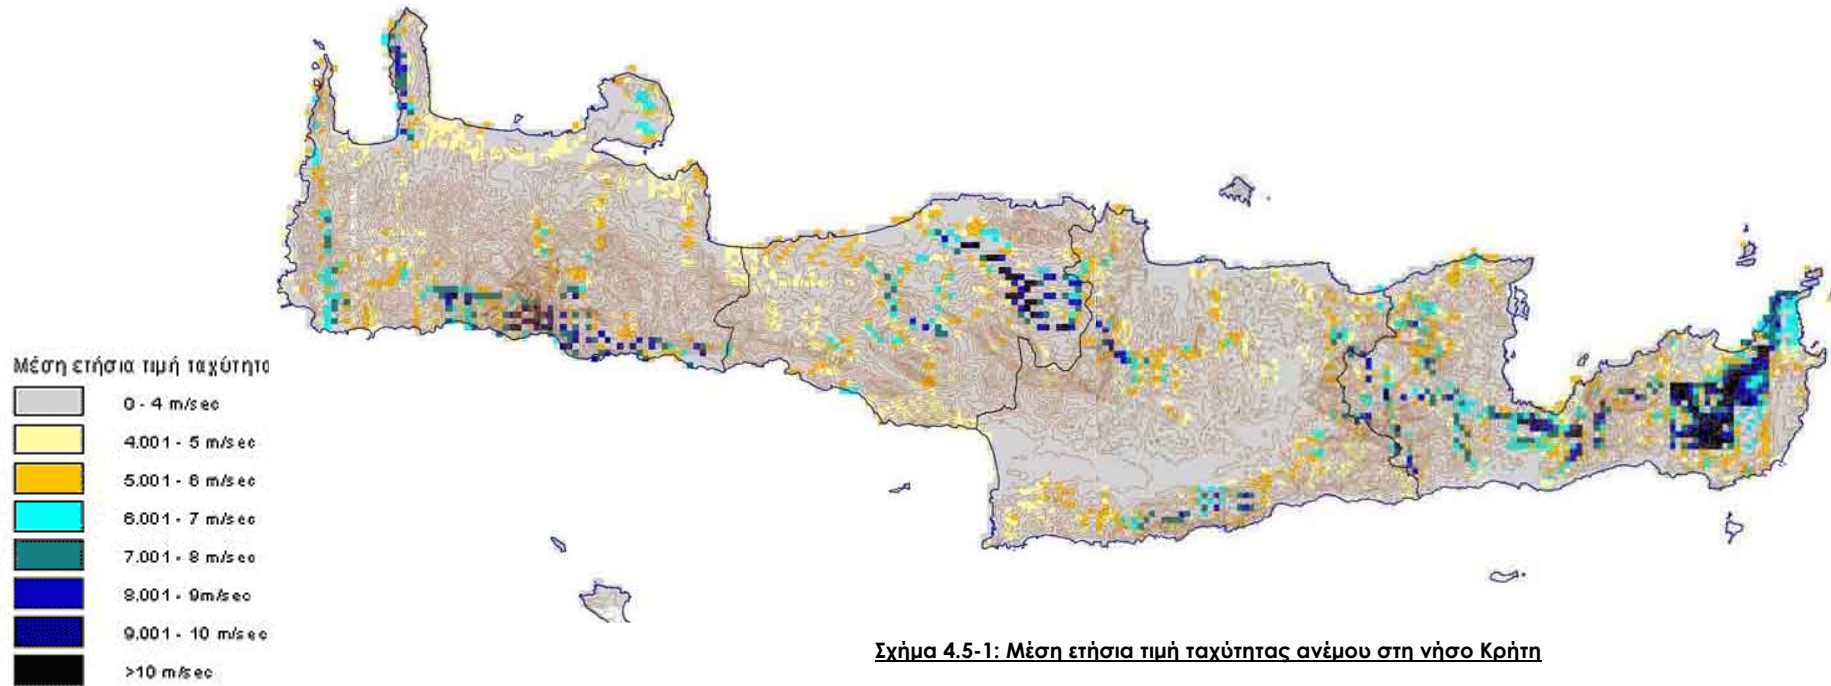 Μέση ετήσια τιμή ταχύτητα
0 - 4 m/sec
4.001 - 5 m/sec
5.001 - 6 m/sec
6.001 - 7 m/sec
7.001 - 8 m/sec
8.001 - 9m/sec
9.001 - 10 m/sec
>10 m/sec
Σχήμα 4.5-1: Μέση ετήσια τιμή ταχύτητας ανέμου στη νήσο Κρήτη